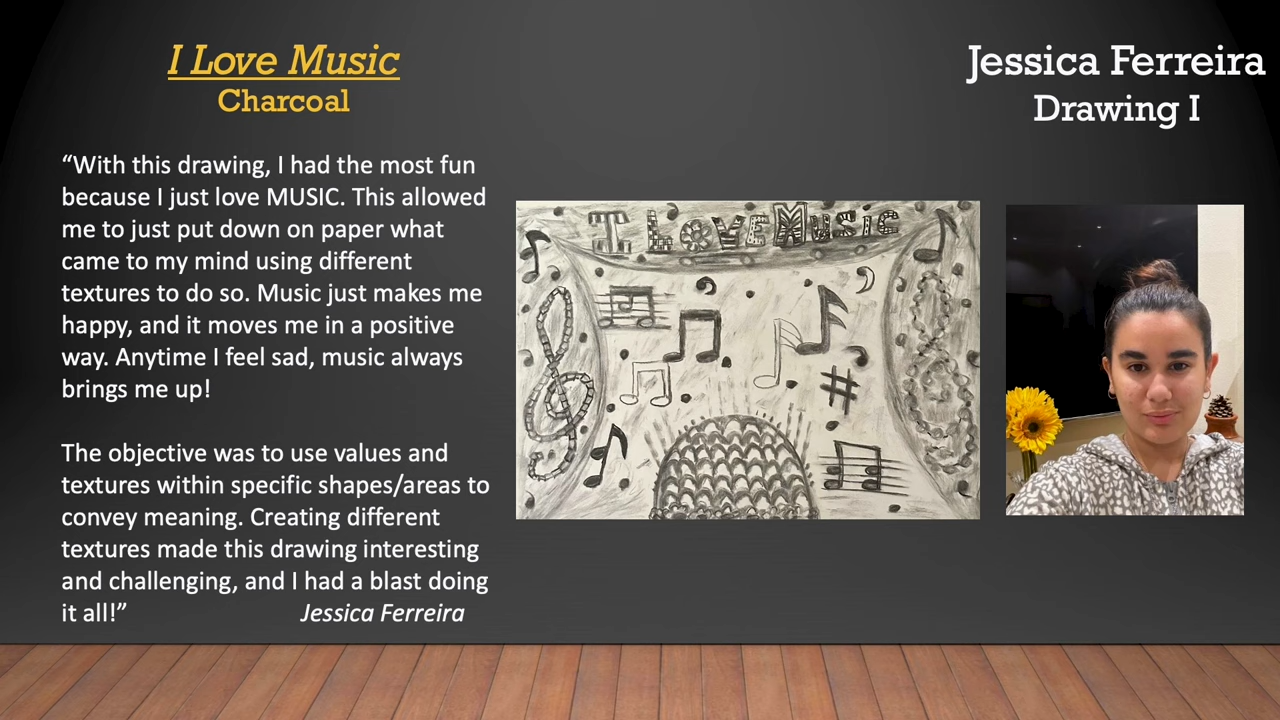 I Love Music
Charcoal
Jessica Ferreira
Drawing I
“With this drawing, I had the most fun
because I just love MUSIC. This allowed
me to just put down on paper what
came to my mind using different
textures to do so. Music just makes me
happy, and it moves me in a positive
way. Anytime I feel sad, music always
brings me up!
The objective was to use values and
textures within specific shapes/areas to
convey meaning. Creating different
textures made this drawing interesting
and challenging, and I had a blast doing
it all!” Jessica Ferreira
I LOVE MUSIC